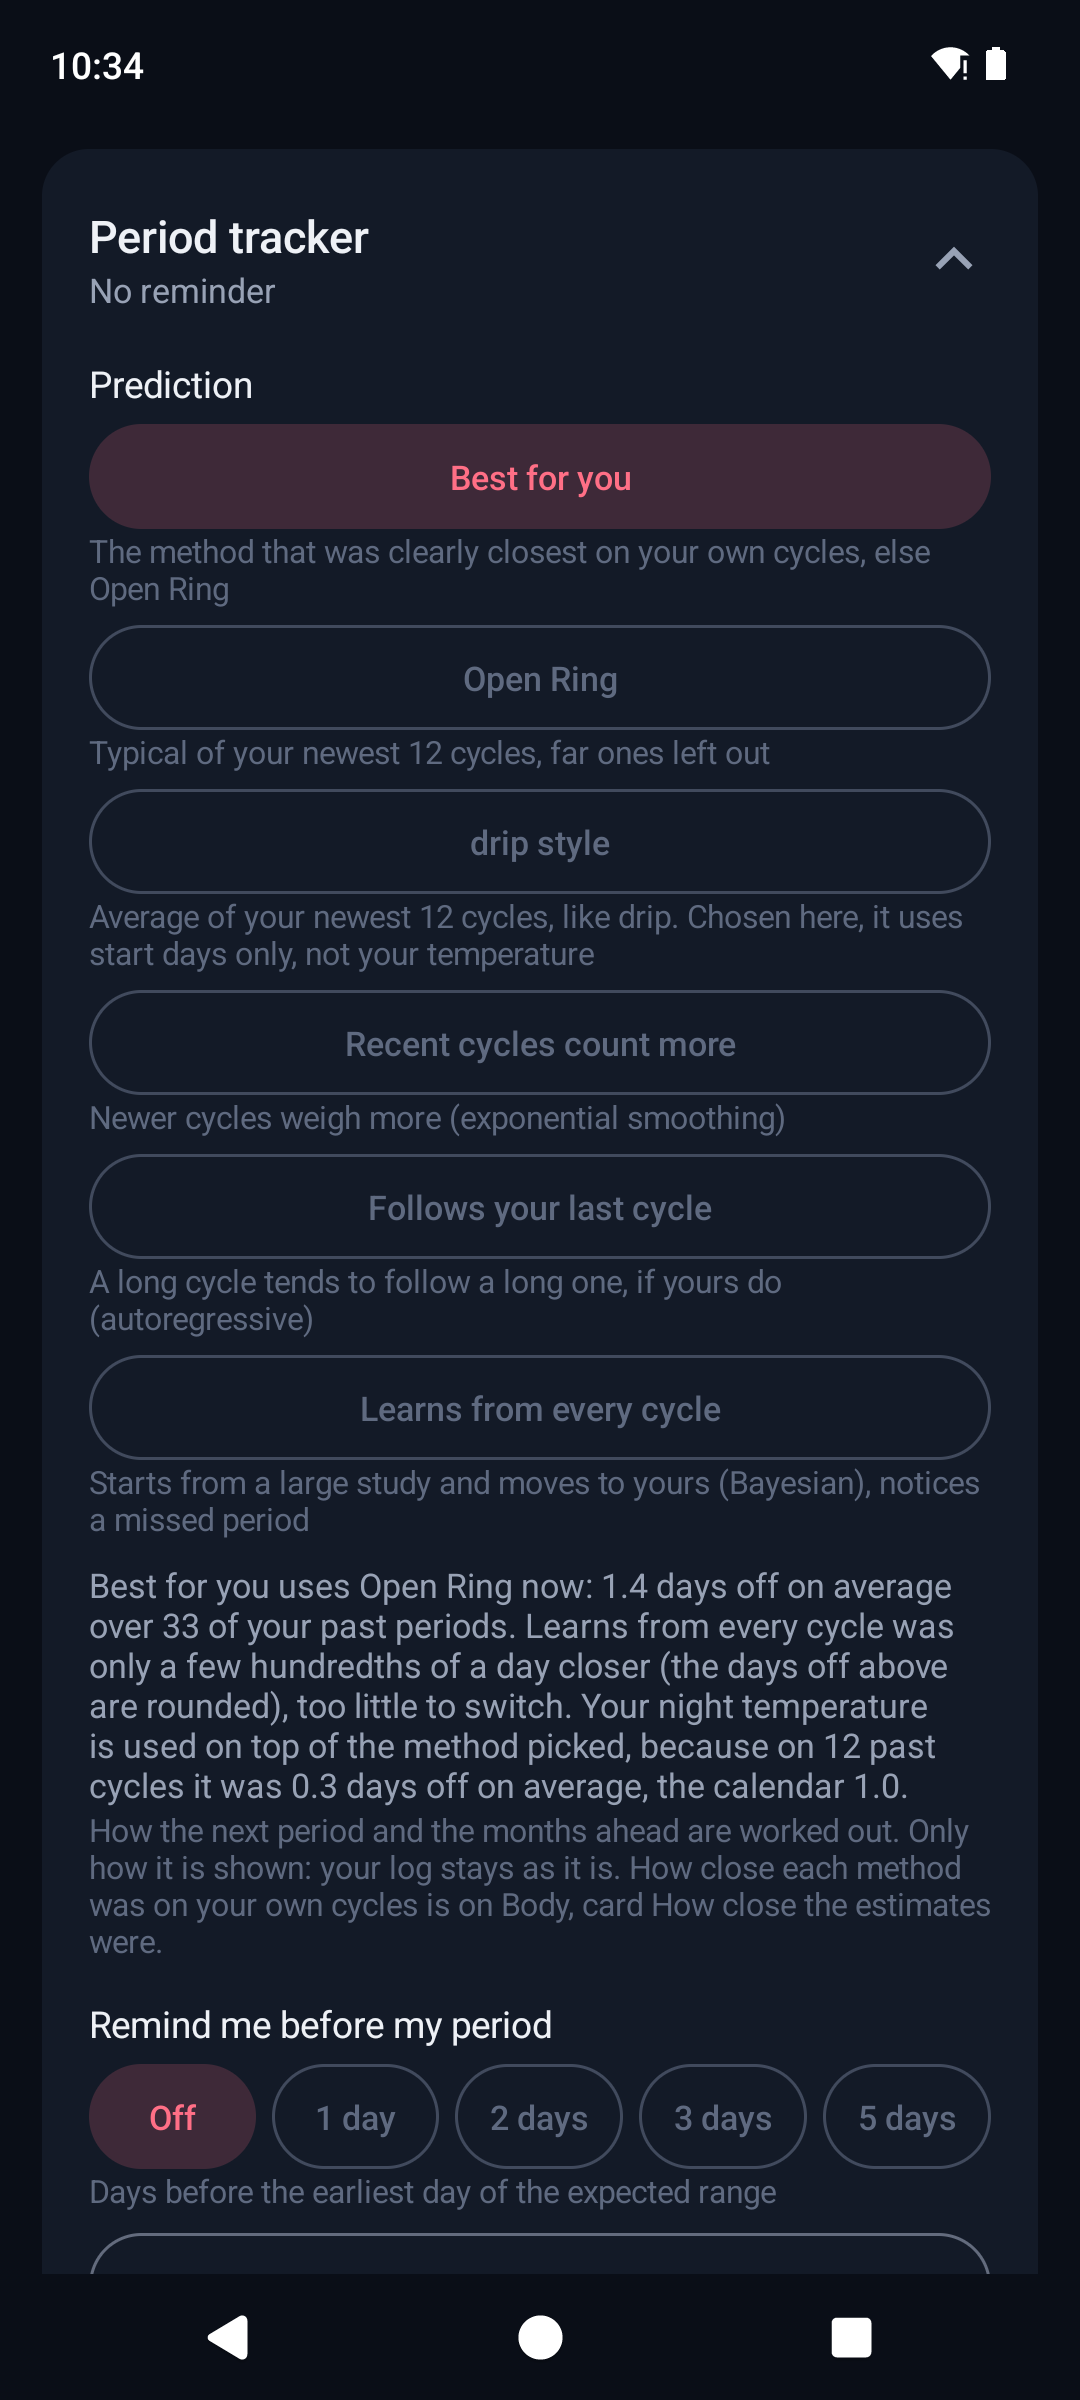 10:34
Period tracker
No reminder
Prediction
Best for you
The method that was clearly closest on your own cycles, else
Open Ring
Open Ring
Typical of your newest 12 cycles, far ones left out
drip style
Average of your newest 12 cycles, like drip. Chosen here, it uses
start days only, not your temperature
Recent cycles count more
Newer cycles weigh more (exponential smoothing)
Follows your last cycle
A long cycle tends to follow a long one, if yours do
(autoregressive)
Learns from every cycle
Starts from a large study and moves to yours (Bayesian), notices
a missed period
Best for you uses Open Ring now: 1.4 days off on average
over 33 of your past periods. Learns from every cycle was
only a few hundredths of a day closer (the days off above
are rounded), too little to switch. Your night temperature
is used on top of the method picked, because on 12 past
cycles it was 0.3 days off on average, the calendar 1.0.
How the next period and the months ahead are worked out. Only
how it is shown: your log stays as it is. How close each method
was on your own cycles is on Body, card How close the estimates
were.
Remind me before my period
Off 1 day 2 days 3 days 5 days
Days before the earliest day of the expected range